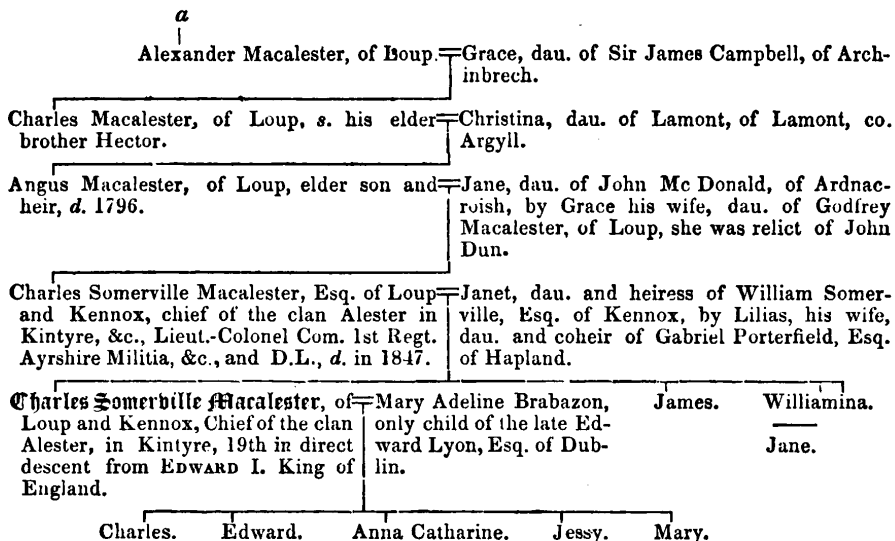 a
Alexander Macalester, of Loup. Grace, dau. of Sir James Campbell, of Arch-
inbrech.
Charles Macalester, of Loup, s. his elder
brother Hector.
Christina, dau. of Lamont, of Lamont, co.
Argyll.
Angus Macalester, of Loup, elder son and
heir, d. 1796.
Jane, dau. of John Mc Donald, of Ardnac-
roish, by Grace his wife, dau. of Godfrey
Macalester, of Loup, she was relict of John
Dun.
Charles Somerville Macalester, Esq. of Loup
and Kennox, chief of the clan Alester in
Kintyre, &c., Lieut.-Colonel Com. 1st Regt.
Ayrshire Militia, &c., and D.L., d. in 1847.
Janet, dau. and heiress of William Somer-
ville, Esq. of Kennox, by Lilias, his wife,
dau. and coheir of Gabriel Porterfield, Esq.
of Hapland.
Charles Somerville Macalester, of
Loup and Kennox, Chief of the clan
Alester, in Kintyre, 19th in direct
descent from EDWARD I. King of
England.
Mary Adeline Brabazon,
only child of the late Ed-
ward Lyon, Esq. of Dub-
lin.
James. Williamina.
Jane.
Charles. Edward. Anna Catharine. Jessy. Mary.